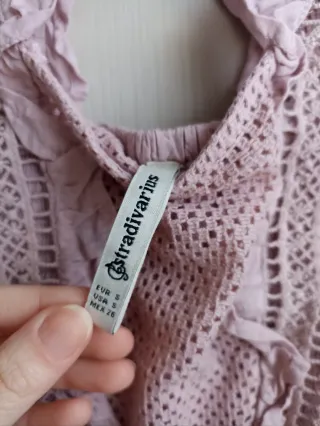 Stradivarius
EUR S
USA S
MEX 26